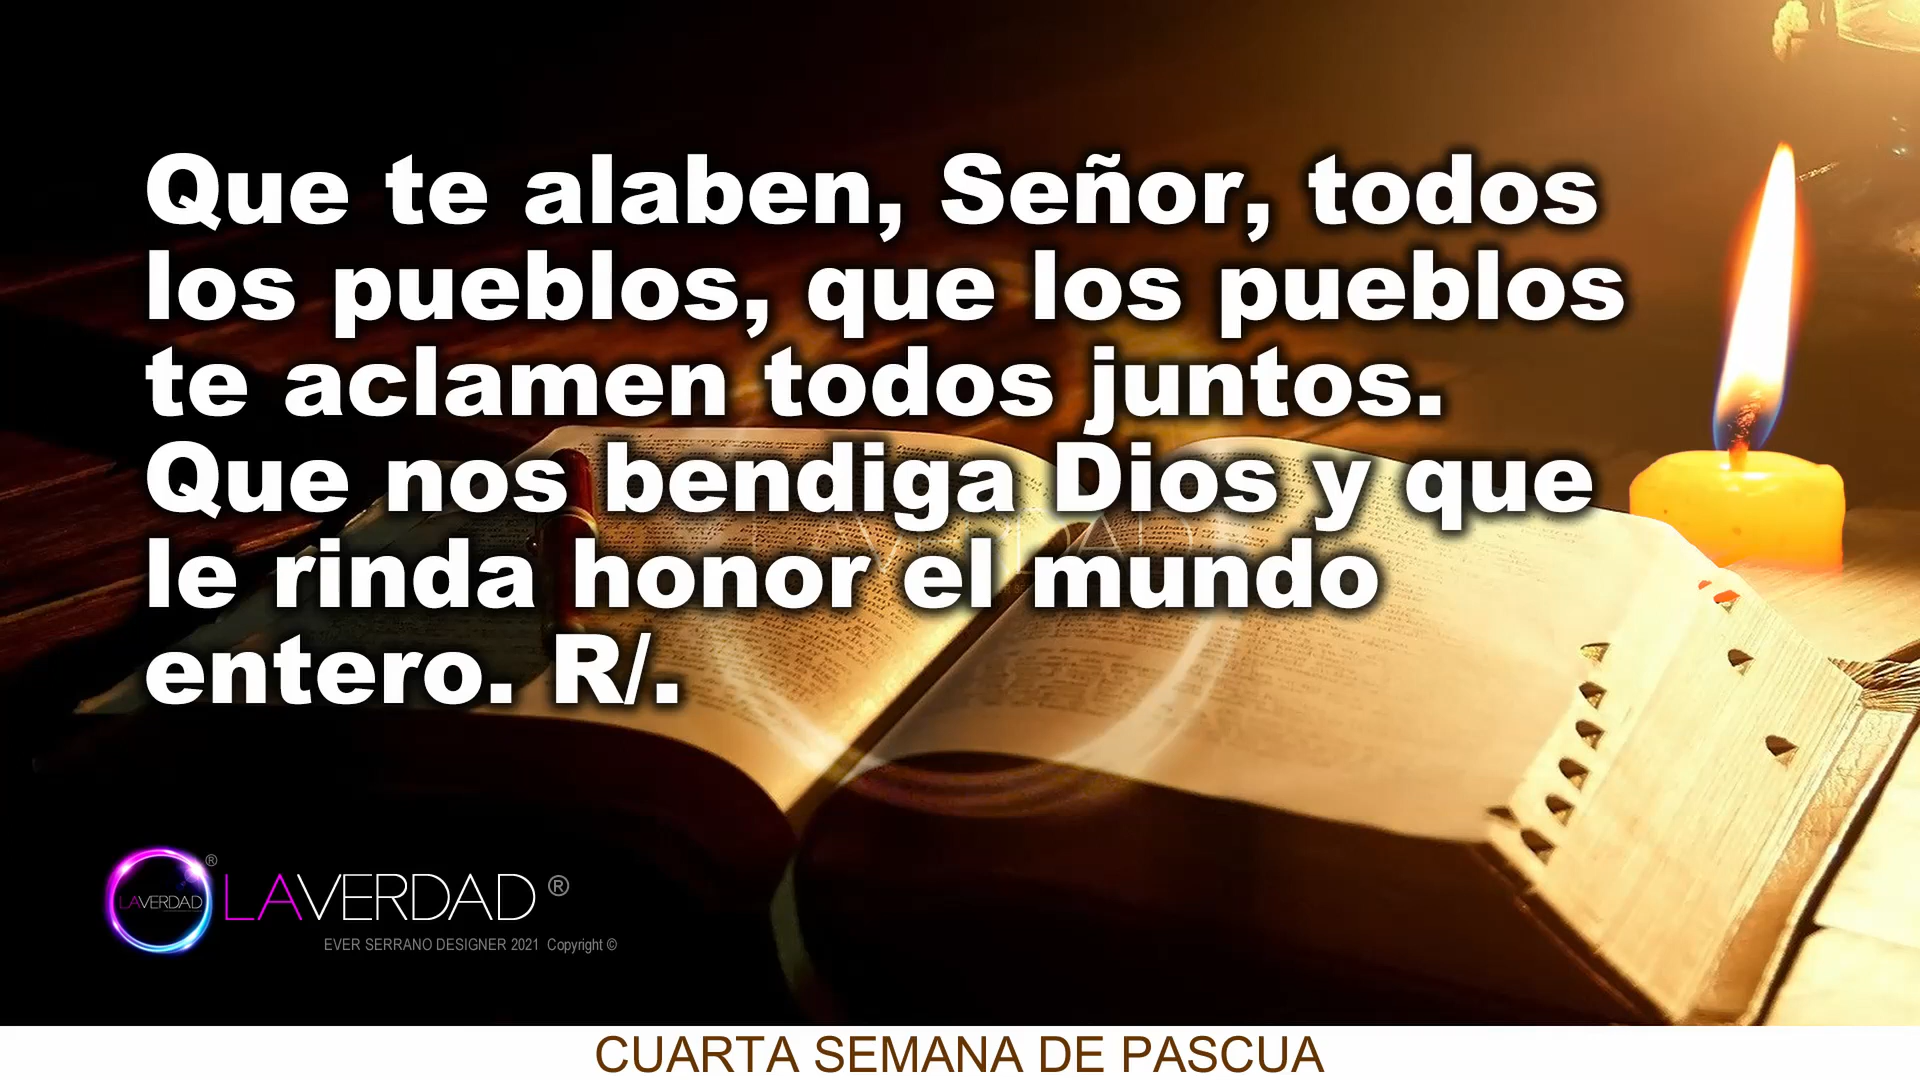 Que te alaben, Señor, todos
los pueblos, que los pueblos
te aclamen todos juntos.
Que nos bendiga Dios y que
le rinda honor el mundo
entero. R/.
LAVERDAD ®
LAVERDAD ®
EVER SERRANO DESIGNER 2021 Copyright ©
CUARTA SEMANA DE PASCUA